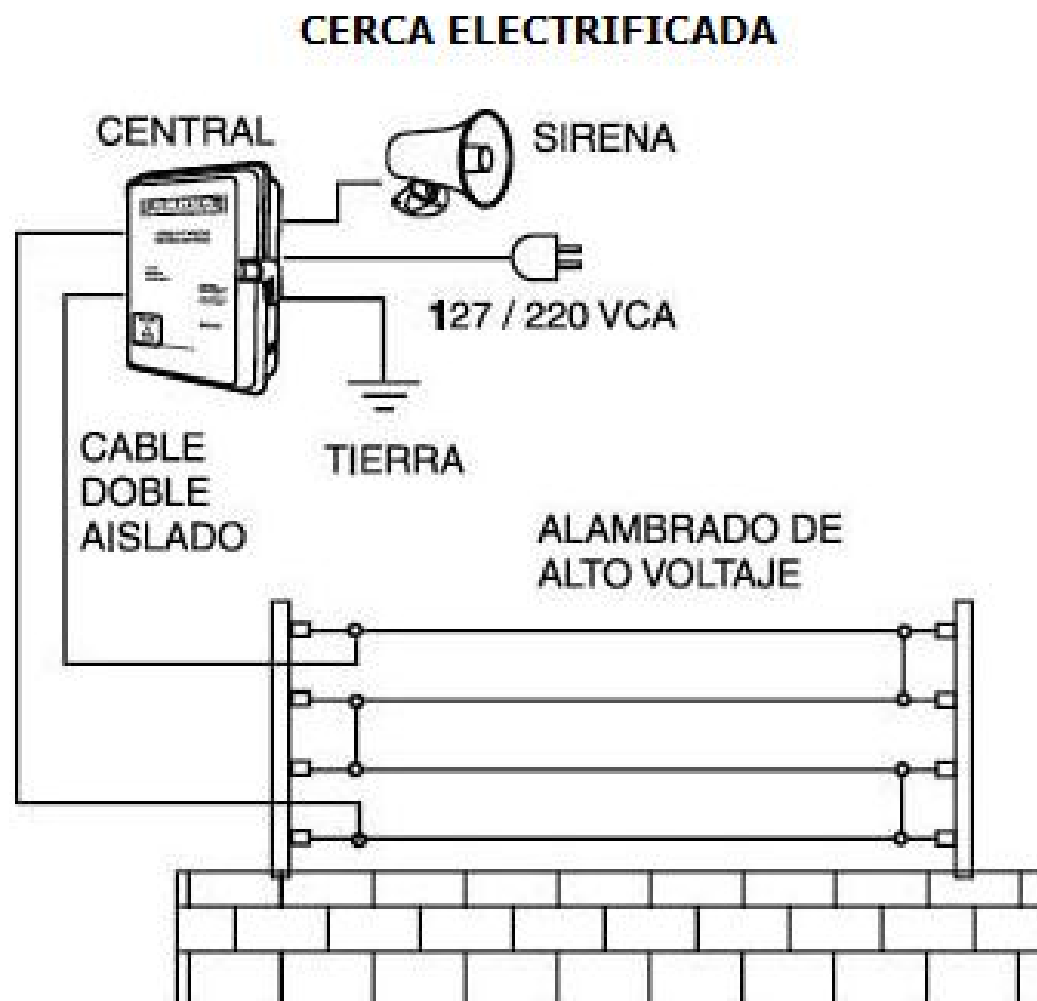 CERCA ELECTRIFICADA
CENTRAL
SIRENA
127 / 220 VCA
CABLE
DOBLE
AISLADO
TIERRA
ALAMBRADO DE
ALTO VOLTAJE